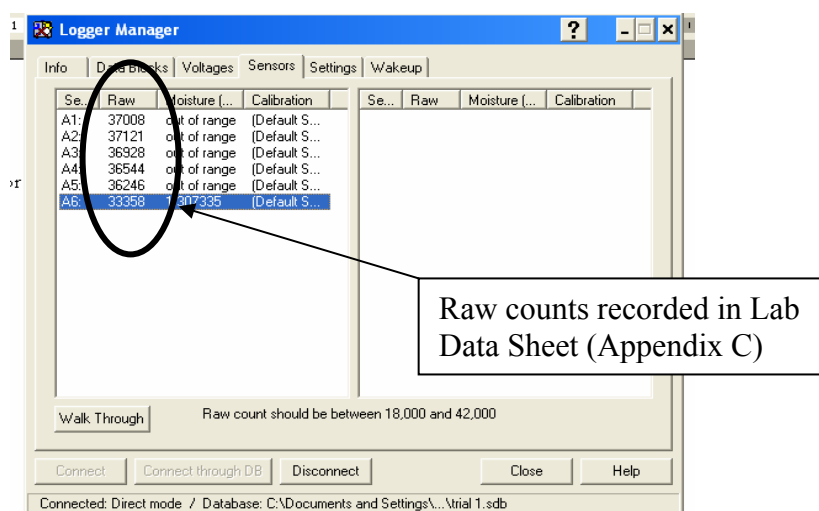 1
Logger Manager
Info Data Blocks Voltages Sensors Settings Wakeup
Se... Raw Moisture (... Calibration Se... Raw Moisture (... Calibration
A1: 37008 out of range (Default S...
A2: 37121 out of range (Default S...
A3: 36928 out of range (Default S...
A4: 36544 out of range (Default S...
A5: 36246 out of range (Default S...
A6: 33358 (Default S...
or
Raw counts recorded in Lab
Data Sheet (Appendix C)
Walk Through Raw count should be between 18,000 and 42,000
Connect Connect through DB Disconnect Close Help
Connected: Direct mode / Database: C:\Documents and Settings\...\trial 1.sdb